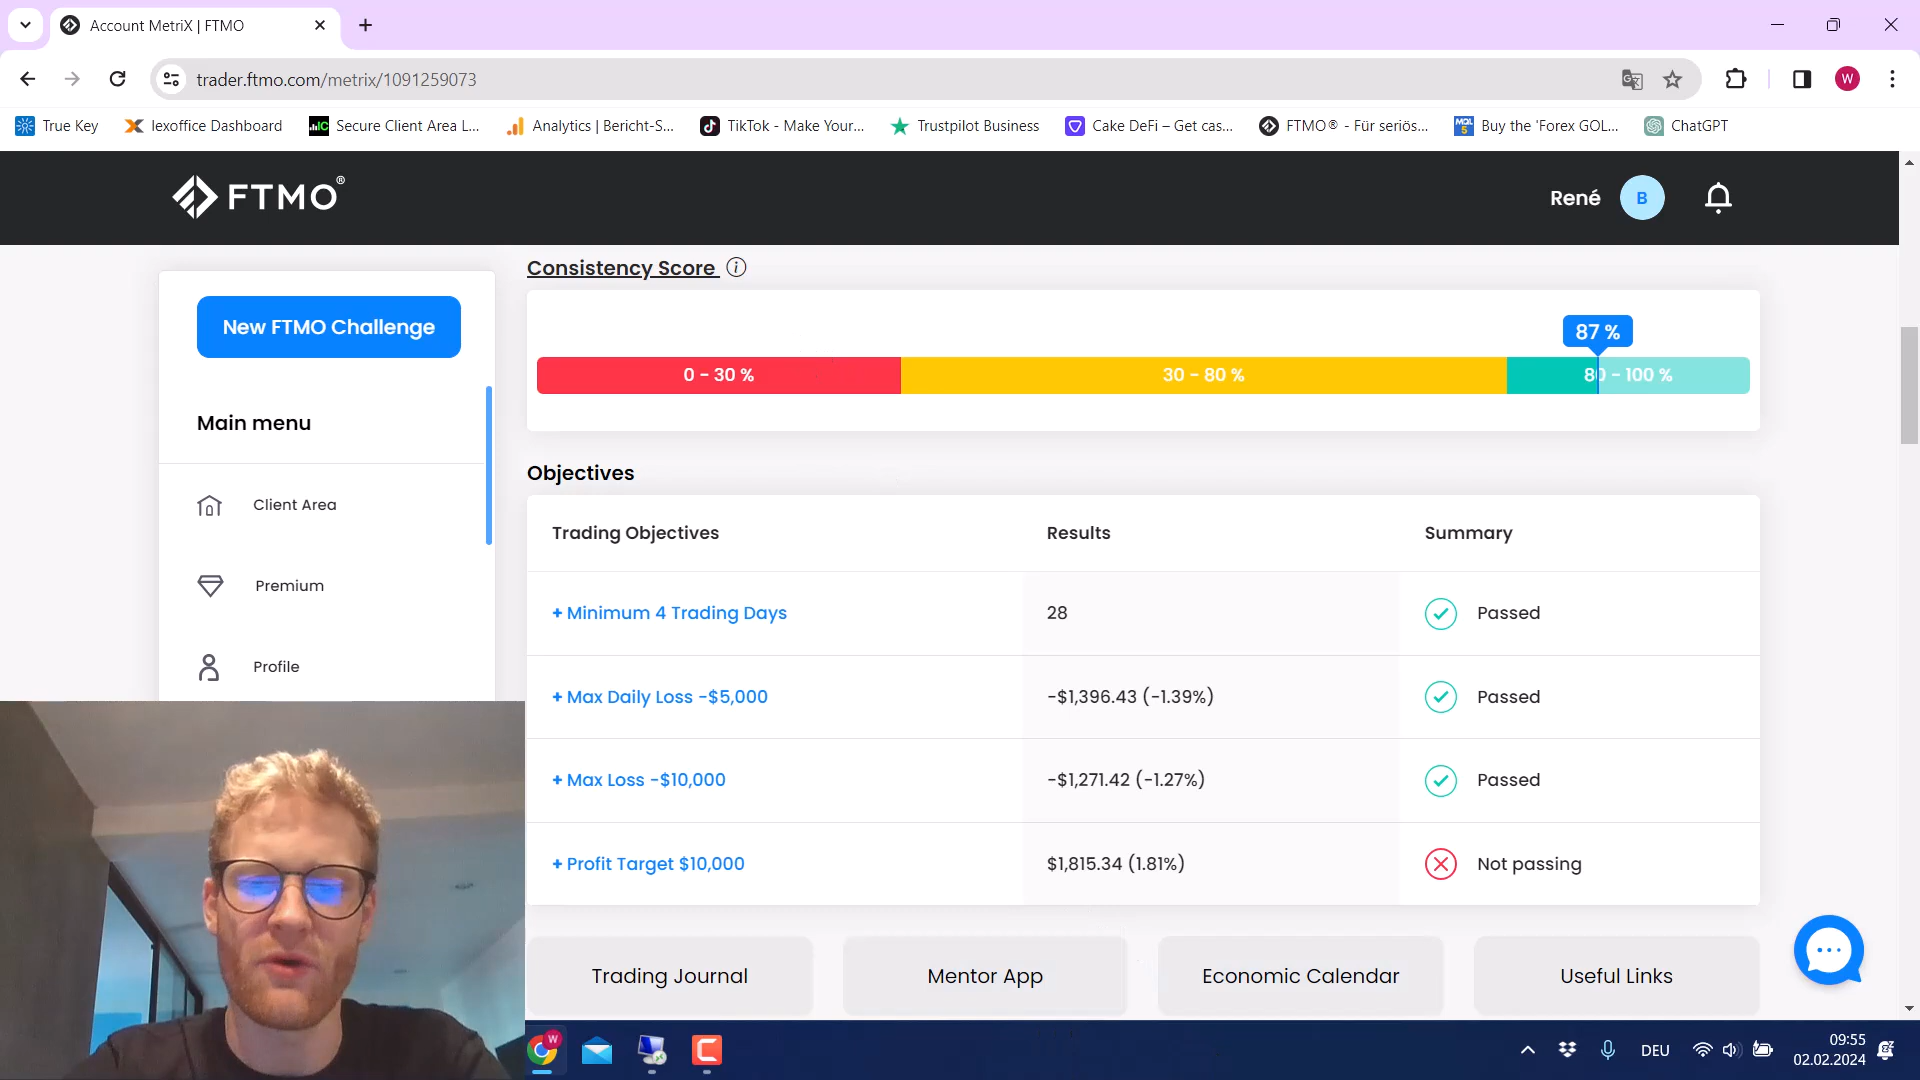 Account MetriX | FTMO
trader.ftmo.com/metrix/1091259073
W
True Key
lexoffice Dashboard
Secure Client Area L...
Analytics | Bericht-S...
TikTok - Make Your...
Trustpilot Business
Cake DeFi – Get cas...
FTMO® - Für seriös...
Buy the 'Forex GOL...
ChatGPT
FTMO®
René
B
New FTMO Challenge
Main menu
Client Area
Premium
Profile
Consistency Score
87 %
0 - 30 %
30 - 80 %
80 - 100 %
Objectives
Trading Objectives Results Summary
+ Minimum 4 Trading Days 28 Passed
+ Max Daily Loss -$5,000 -$1,396.43 (-1.39%) Passed
+ Max Loss -$10,000 -$1,271.42 (-1.27%) Passed
+ Profit Target $10,000 $1,815.34 (1.81%) Not passing
Trading Journal
Mentor App
Economic Calendar
Useful Links
W
DEU
09:55
02.02.2024